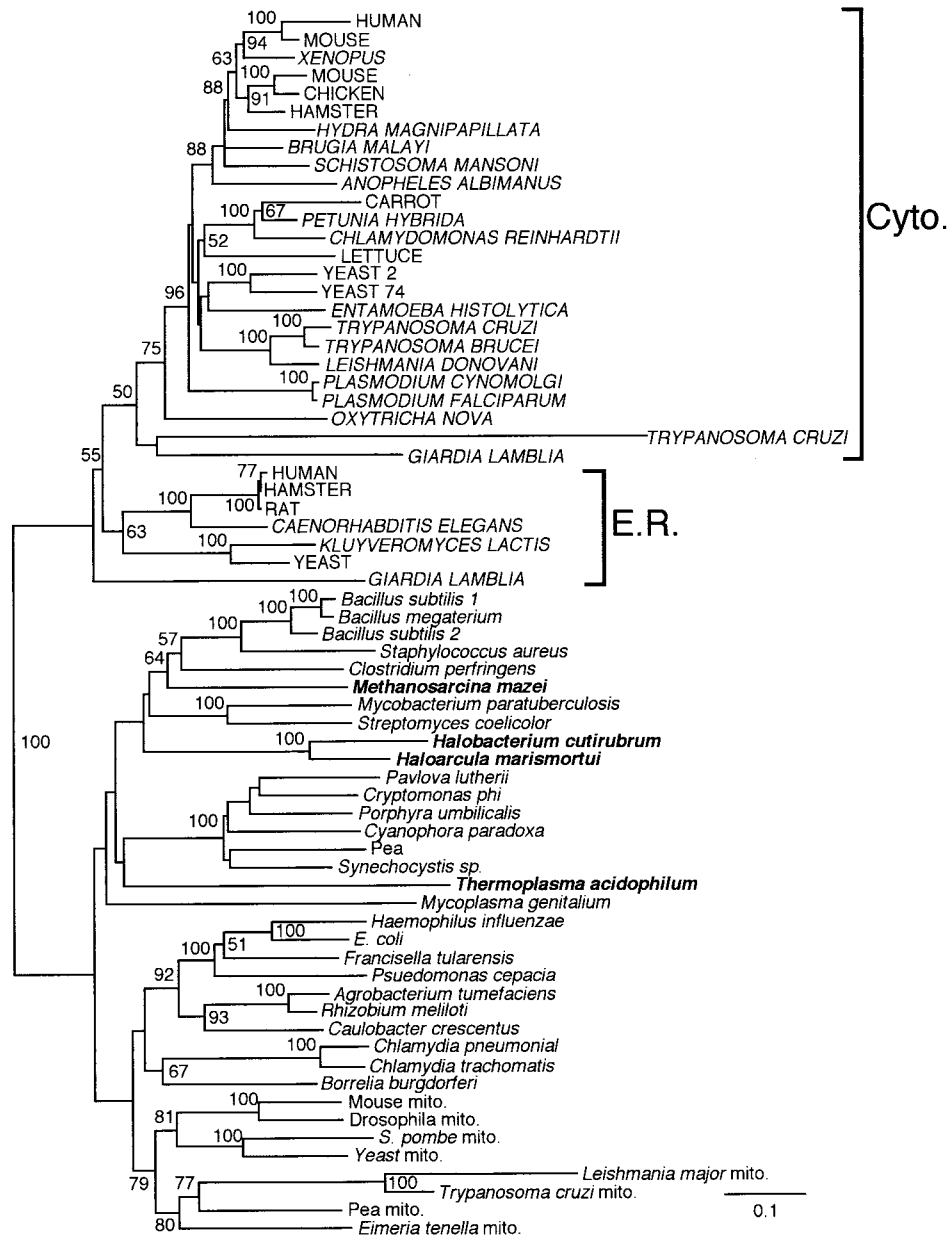 100 HUMAN
94 MOUSE
63 XENOPUS
100 MOUSE
88 91 CHICKEN
HAMSTER
HYDRA MAGNIPAPILLATA
88 BRUGIA MALAYI
SCHISTOSOMA MANSONI
ANOPHELES ALBIMANUS
100 67 CARROT
PETUNIA HYBRIDA
Cyto.
52 CHLAMYDOMONAS REINHARDTII
LETTUCE
100 YEAST 2
96 YEAST 74
ENTAMOEBA HISTOLYTICA
100 TRYPANOSOMA CRUZI
100 TRYPANOSOMA BRUCEI
75 LEISHMANIA DONOVANI
100 PLASMODIUM CYNOMOLGI
50 PLASMODIUM FALCIPARUM
OXYTRICHA NOVA
TRYPANOSOMA CRUZI
55 GIARDIA LAMBLIA
77 HUMAN
HAMSTER
100 100 RAT
CAENORHABDITIS ELEGANS
E.R.
63 100 KLUYVEROMYCES LACTIS
YEAST
GIARDIA LAMBLIA
100 Bacillus subtilis 1
100 Bacillus megaterium
100 Bacillus subtilis 2
57 Staphylococcus aureus
64 Clostridium perfringens
Methanosarcina mazei
100 Mycobacterium paratuberculosis
Streptomyces coelicolor
100 100 Halobacterium cutirubrum
Haloarcula marismortui
Pavlova lutherii
Cryptomonas phi
100 Porphyra umbilicalis
Cyanophora paradoxa
Pea
Synechocystis sp.
Thermoplasma acidophilum
Mycoplasma genitalium
Haemophilus influenzae
100 51 100 E. coli
Francisella tularensis
92 Psuedomonas cepacia
100 Agrobacterium tumefaciens
93 Rhizobium meliloti
Caulobacter crescentus
100 Chlamydia pneumonial
67 Chlamydia trachomatis
Borrelia burgdorferi
100 Mouse mito.
81 Drosophila mito.
100 S. pombe mito.
Yeast mito.
79 77 Leishmania major mito.
100 Trypanosoma cruzi mito.
Pea mito.
0.1
80 Eimeria tenella mito.